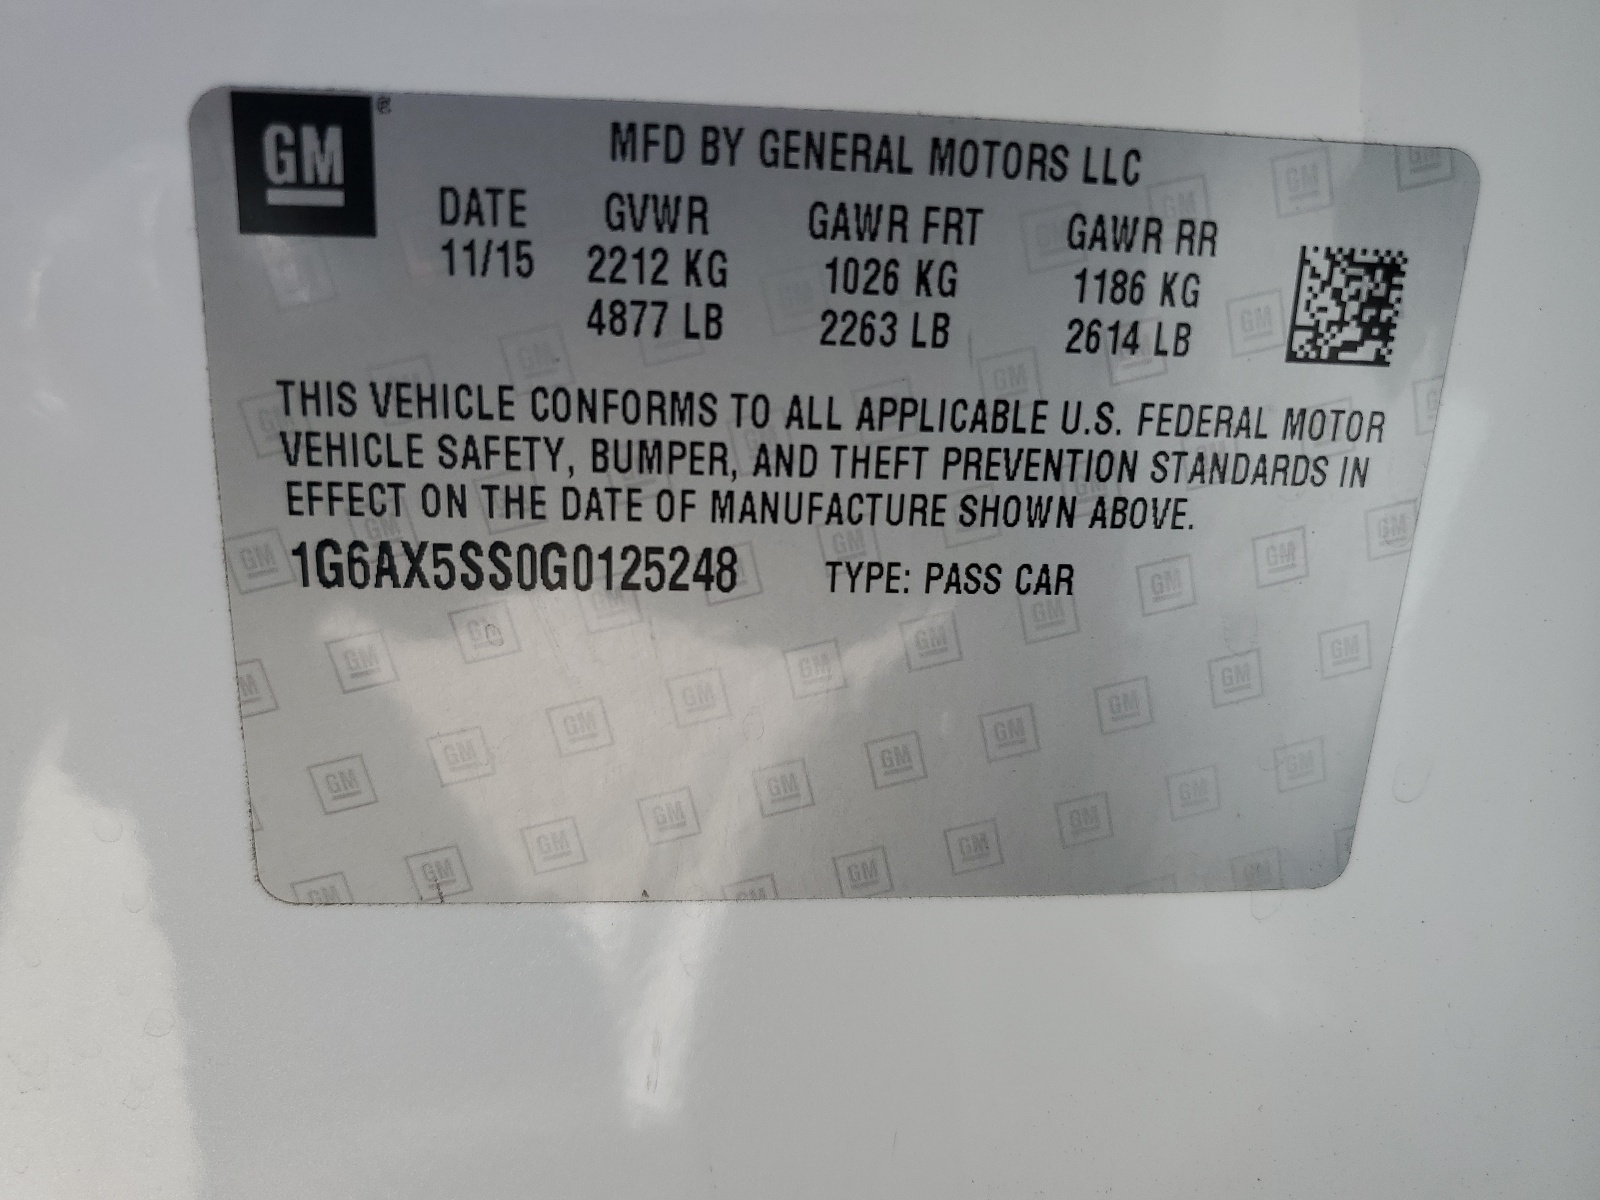 GM ®
MFD BY GENERAL MOTORS LLC
DATE GVWR GAWR FRT GAWR RR
11/15 2212 KG 1026 KG 1186 KG
4877 LB 2263 LB 2614 LB
THIS VEHICLE CONFORMS TO ALL APPLICABLE U.S. FEDERAL MOTOR
VEHICLE SAFETY, BUMPER, AND THEFT PREVENTION STANDARDS IN
EFFECT ON THE DATE OF MANUFACTURE SHOWN ABOVE.
1G6AX5SS0G0125248 TYPE: PASS CAR